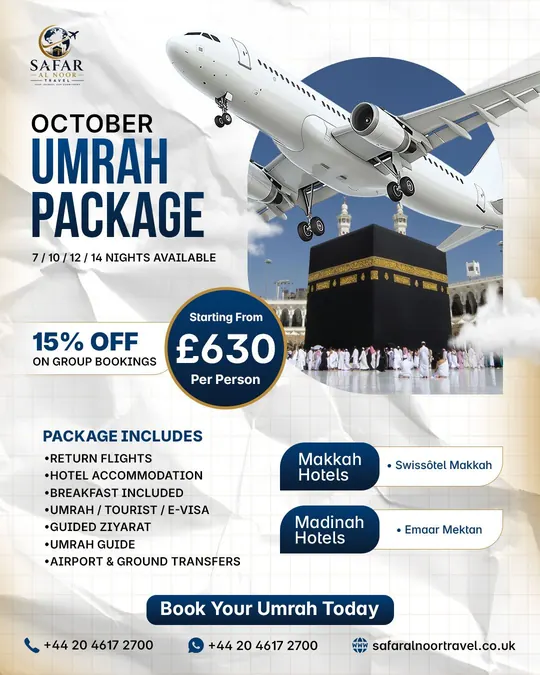 SAFAR
AL NOOR
TRAVEL
OCTOBER
UMRAH
PACKAGE
7 / 10 / 12 / 14 NIGHTS AVAILABLE
15% OFF
ON GROUP BOOKINGS
Starting From
£630
Per Person
PACKAGE INCLUDES
•RETURN FLIGHTS
•HOTEL ACCOMMODATION
•BREAKFAST INCLUDED
•UMRAH / TOURIST / E-VISA
•GUIDED ZIYARAT
•UMRAH GUIDE
•AIRPORT & GROUND TRANSFERS
Makkah
Hotels
• Swissôtel Makkah
Madinah
Hotels
• Emaar Mektan
Book Your Umrah Today
+44 20 4617 2700
+44 20 4617 2700
safaralnoortravel.co.uk